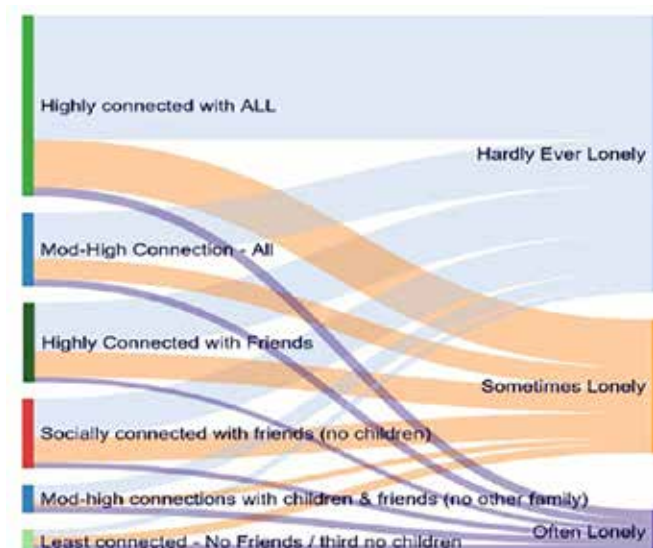 Highly connected with ALL
Hardly Ever Lonely
Mod-High Connection - All
Highly Connected with Friends
Sometimes Lonely
Socially connected with friends (no children)
Mod-high connections with children & friends (no other family)
Often Lonely
Least connected - No Friends / third no children